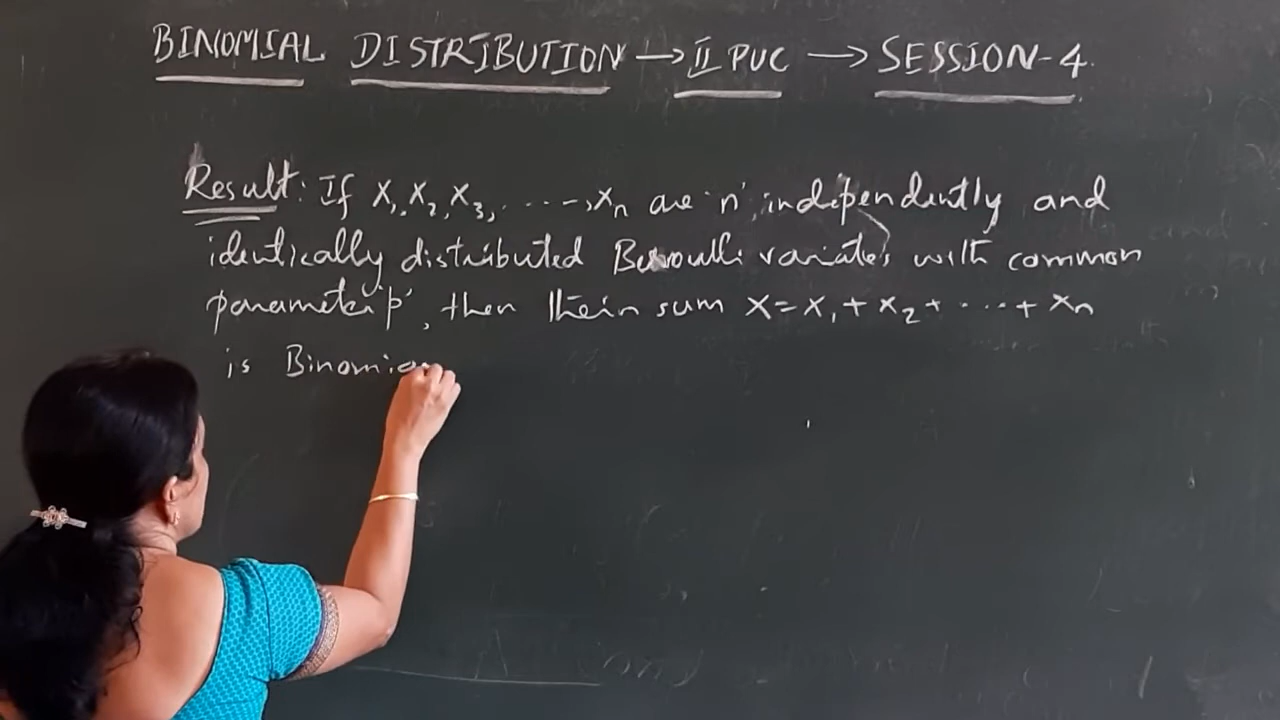 BINOMIAL DISTRIBUTION → II PUC → SESSION-4.
Result: If X₁, X₂, X₃, ....., Xn are 'n' independently and
identically distributed Bernoulli variates with common
parameter 'p', then their sum X = X₁ + X₂ + ..... + Xn
is Binomia